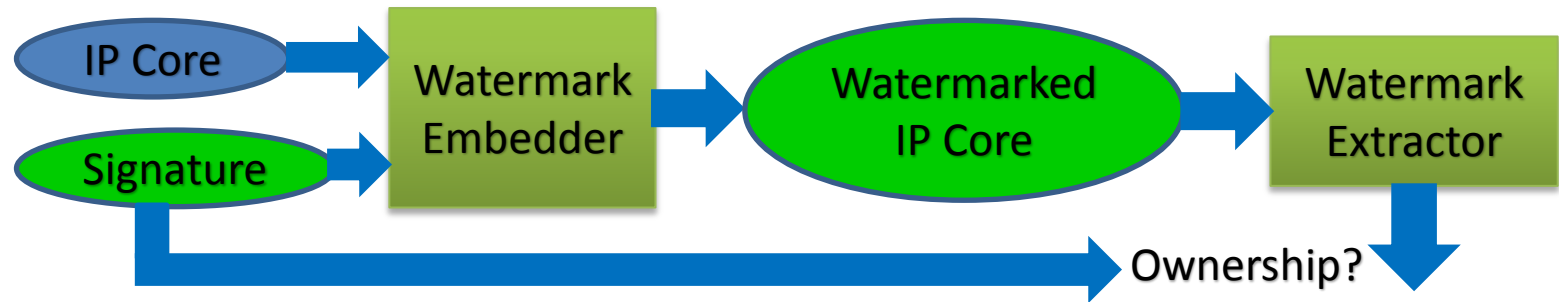 IP Core
Signature
Watermark
Embedder
Watermarked
IP Core
Watermark
Extractor
Ownership?